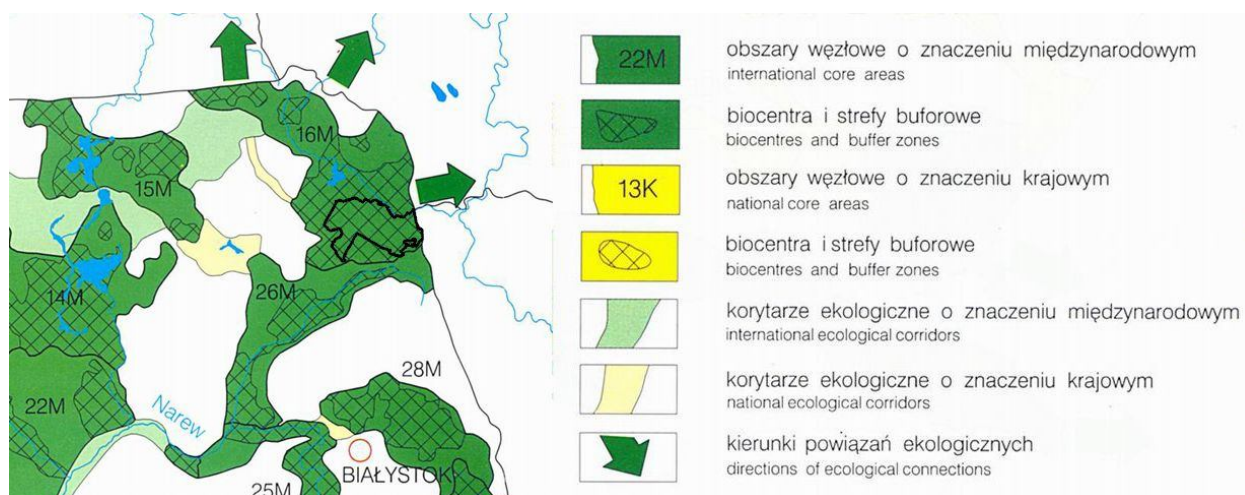 16M
15M
26M
14M
22M
Narew
28M
BIAŁYSTOK
25M
22M
obszary węzłowe o znaczeniu międzynarodowym
international core areas
biocentra i strefy buforowe
biocentres and buffer zones
13K
obszary węzłowe o znaczeniu krajowym
national core areas
biocentra i strefy buforowe
biocentres and buffer zones
korytarze ekologiczne o znaczeniu międzynarodowym
international ecological corridors
korytarze ekologiczne o znaczeniu krajowym
national ecological corridors
kierunki powiązań ekologicznych
directions of ecological connections